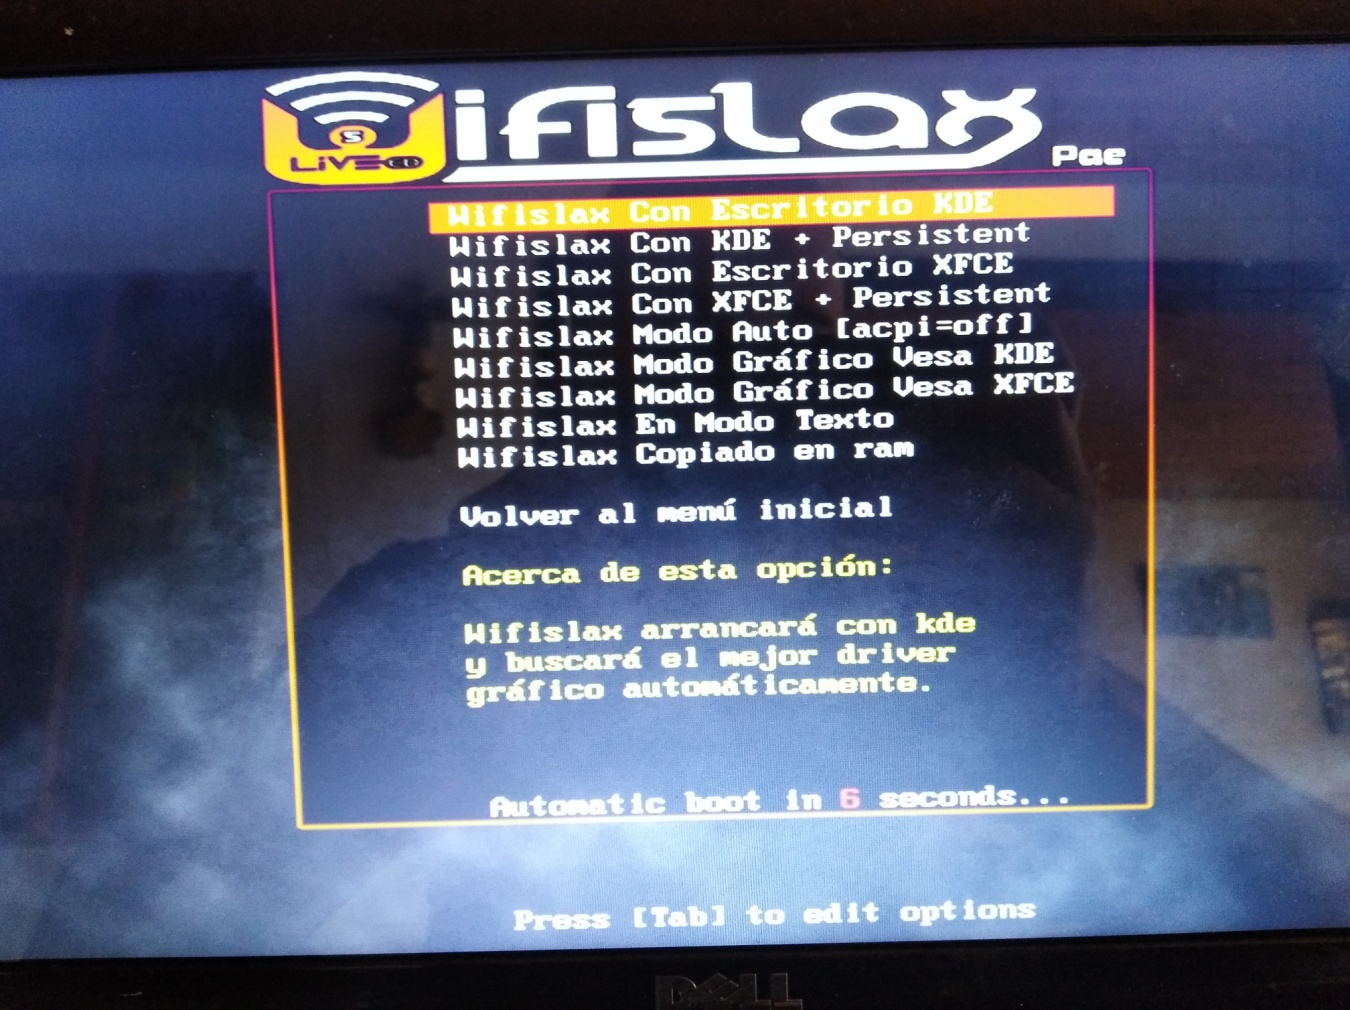 Wifislax
LiVE CD
Pae
Wifislax Con Escritorio KDE
Wifislax Con KDE + Persistent
Wifislax Con Escritorio XFCE
Wifislax Con XFCE + Persistent
Wifislax Modo Auto [acpi=off]
Wifislax Modo Gráfico Vesa KDE
Wifislax Modo Gráfico Vesa XFCE
Wifislax En Modo Texto
Wifislax Copiado en ram
Volver al menú inicial
Acerca de esta opción:
Wifislax arrancará con kde
y buscará el mejor driver
gráfico automáticamente.
Automatic boot in 6 seconds...
Press [Tab] to edit options
DELL